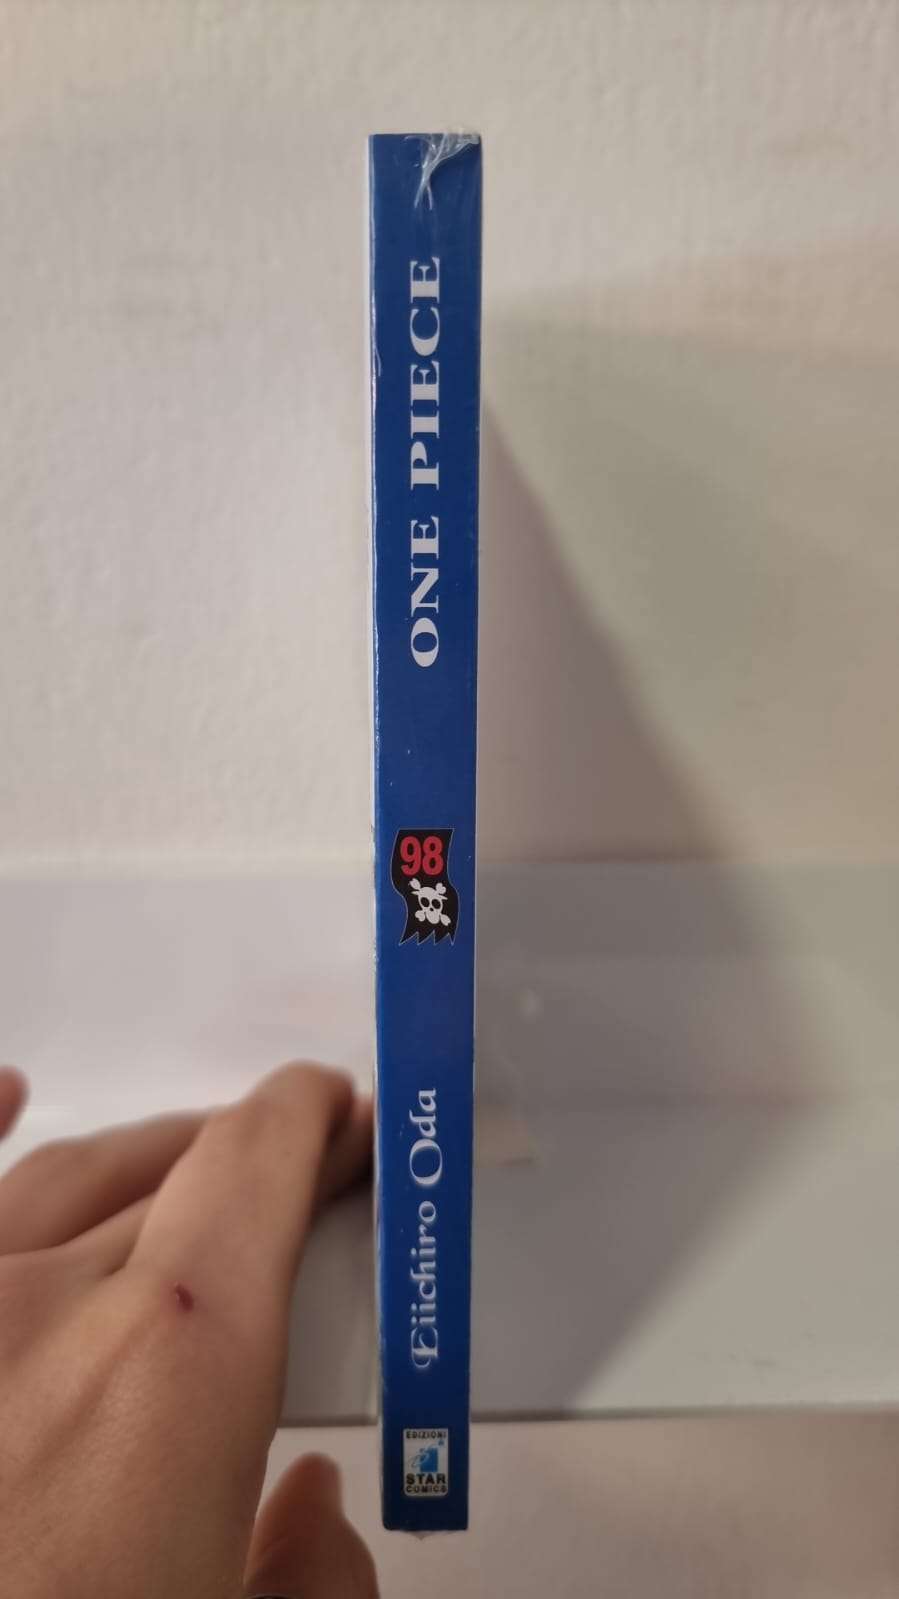 ONE PIECE
98
Eiichiro Oda
EDIZIONI
STAR
COMICS